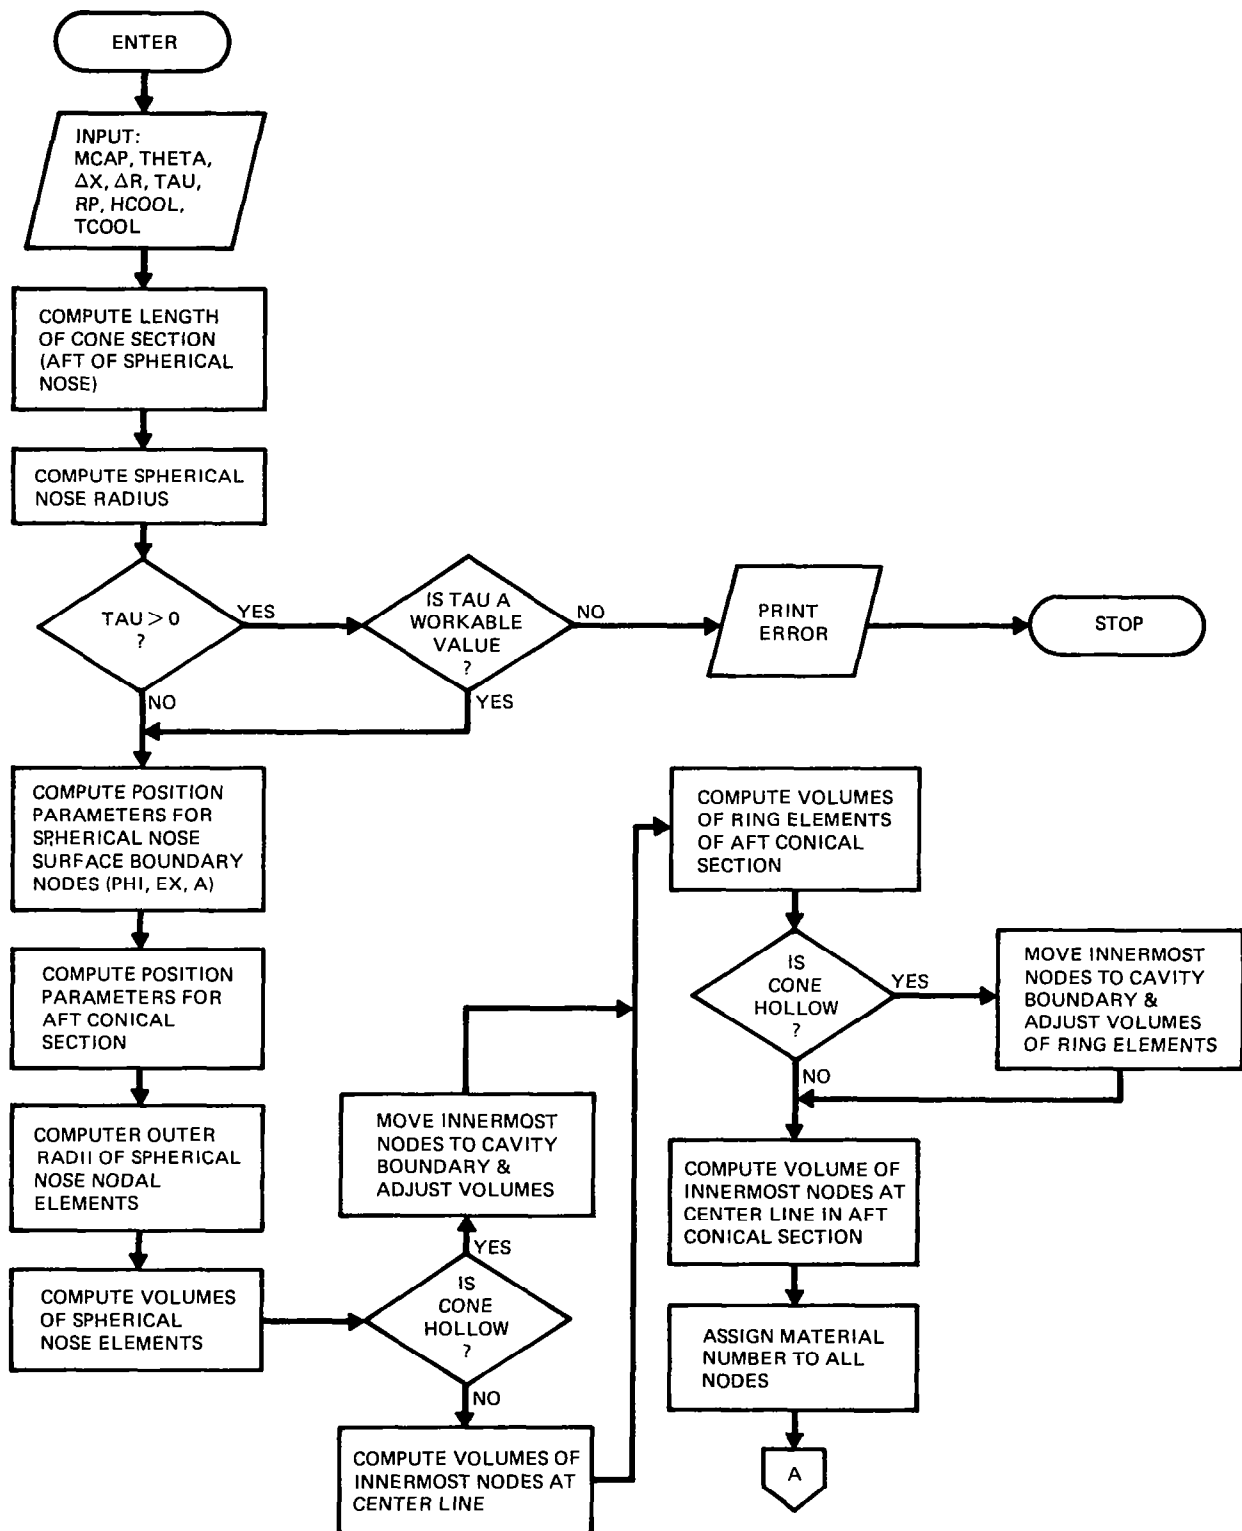 ENTER
INPUT:
MCAP, THETA,
ΔX, ΔR, TAU,
RP, HCOOL,
TCOOL
COMPUTE LENGTH
OF CONE SECTION
(AFT OF SPHERICAL
NOSE)
COMPUTE SPHERICAL
NOSE RADIUS
TAU > 0
?
YES
NO
IS TAU A
WORKABLE
VALUE
?
NO
YES
PRINT
ERROR
STOP
COMPUTE POSITION
PARAMETERS FOR
SPHERICAL NOSE
SURFACE BOUNDARY
NODES (PHI, EX, A)
COMPUTE POSITION
PARAMETERS FOR
AFT CONICAL
SECTION
COMPUTER OUTER
RADII OF SPHERICAL
NOSE NODAL
ELEMENTS
COMPUTE VOLUMES
OF SPHERICAL
NOSE ELEMENTS
MOVE INNERMOST
NODES TO CAVITY
BOUNDARY &
ADJUST VOLUMES
YES
IS
CONE
HOLLOW
?
NO
COMPUTE VOLUMES OF
INNERMOST NODES AT
CENTER LINE
COMPUTE VOLUMES
OF RING ELEMENTS
OF AFT CONICAL
SECTION
IS
CONE
HOLLOW
?
YES
NO
MOVE INNERMOST
NODES TO CAVITY
BOUNDARY &
ADJUST VOLUMES
OF RING ELEMENTS
COMPUTE VOLUME OF
INNERMOST NODES AT
CENTER LINE IN AFT
CONICAL SECTION
ASSIGN MATERIAL
NUMBER TO ALL
NODES
A